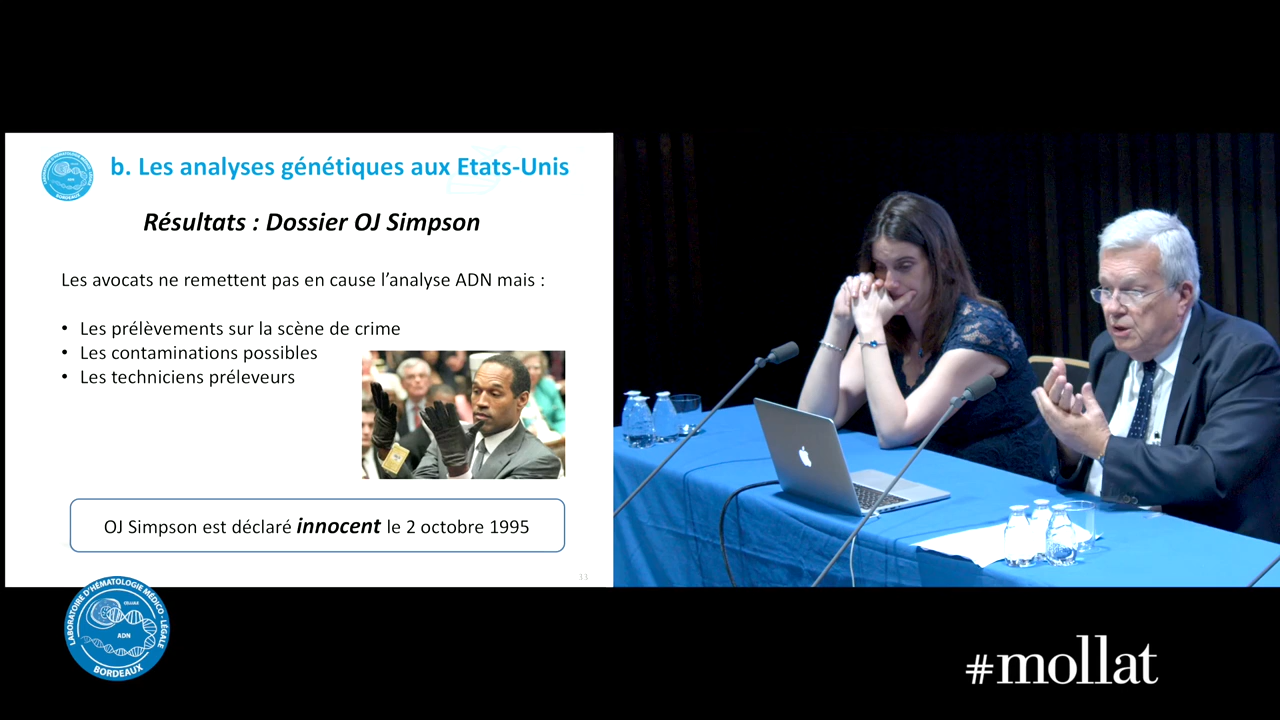 b. Les analyses génétiques aux Etats-Unis
Résultats : Dossier OJ Simpson
Les avocats ne remettent pas en cause l'analyse ADN mais :
• Les prélèvements sur la scène de crime
• Les contaminations possibles
• Les techniciens préleveurs
OJ Simpson est déclaré innocent le 2 octobre 1995
33
LABORATOIRE D'HÉMATOLOGIE MÉDICO-LÉGALE
ADN
BORDEAUX
#mollat